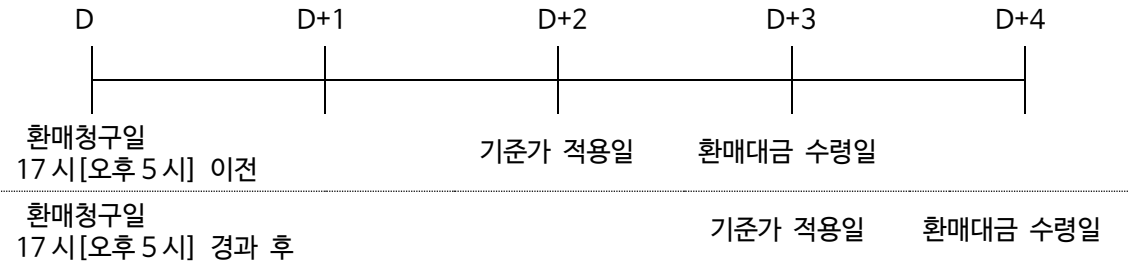 D D+1 D+2 D+3 D+4
환매청구일
17시[오후 5시] 이전
기준가 적용일 환매대금 수령일
환매청구일
17시[오후 5시] 경과 후
기준가 적용일 환매대금 수령일